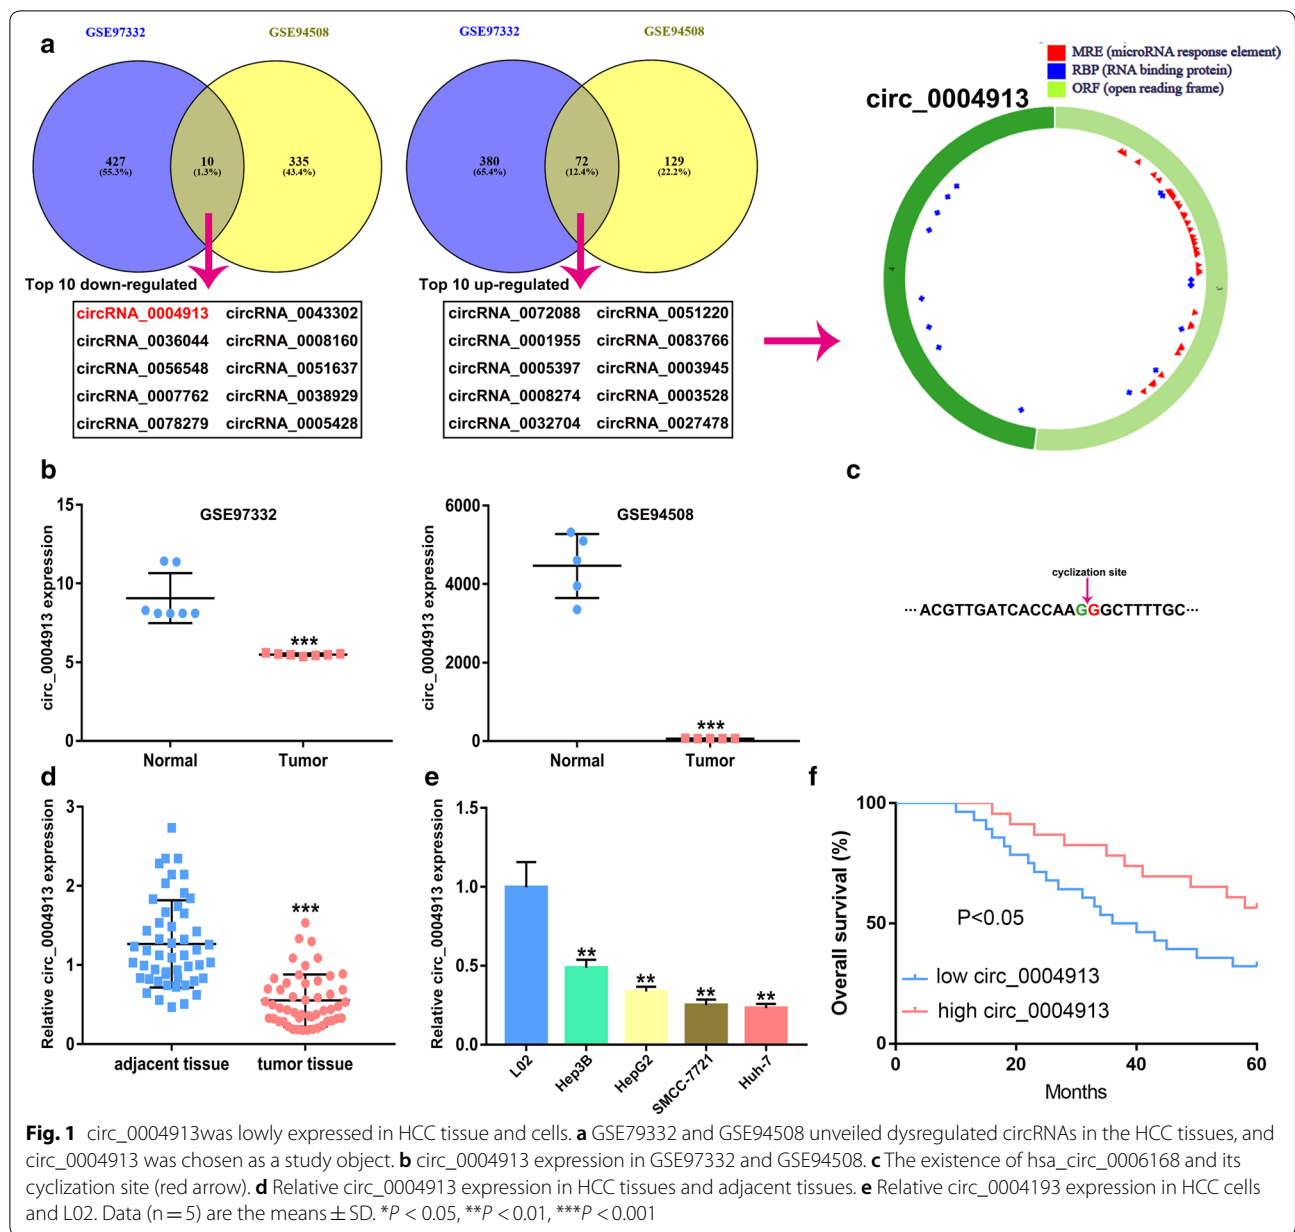 a
GSE97332 GSE94508
427 (55.3%) 10 (1.3%) 335 (43.4%)
Top 10 down-regulated
circRNA_0004913 circRNA_0043302
circRNA_0036044 circRNA_0008160
circRNA_0056548 circRNA_0051637
circRNA_0007762 circRNA_0038929
circRNA_0078279 circRNA_0005428
GSE97332 GSE94508
380 (65.4%) 72 (12.4%) 129 (22.2%)
Top 10 up-regulated
circRNA_0072088 circRNA_0051220
circRNA_0001955 circRNA_0083766
circRNA_0005397 circRNA_0003945
circRNA_0008274 circRNA_0003528
circRNA_0032704 circRNA_0027478
MRE (microRNA response element)
RBP (RNA binding protein)
ORF (open reading frame)
circ_0004913
4
3
b
circ_0004913 expression
GSE97332
15
10
5
0
***
Normal Tumor
circ_0004913 expression
GSE94508
6000
4000
2000
0
***
Normal Tumor
c
cyclization site
··· ACGTTGATCACCAAGGGCTTTTGC···
d
Relative circ_0004913 expression
3
2
1
0
***
adjacent tissue tumor tissue
e
Relative circ_0004913 expression
1.5
1.0
0.5
0.0
** ** ** **
L02 Hep3B HepG2 SMCC-7721 Huh-7
f
Overall survival (%)
100
50
0
P<0.05
low circ_0004913
high circ_0004913
0 20 40 60
Months
Fig. 1 circ_0004913was lowly expressed in HCC tissue and cells. a GSE79332 and GSE94508 unveiled dysregulated circRNAs in the HCC tissues, and
circ_0004913 was chosen as a study object. b circ_0004913 expression in GSE97332 and GSE94508. c The existence of hsa_circ_0006168 and its
cyclization site (red arrow). d Relative circ_0004913 expression in HCC tissues and adjacent tissues. e Relative circ_0004193 expression in HCC cells
and L02. Data (n = 5) are the means ± SD. *P < 0.05, **P < 0.01, ***P < 0.001